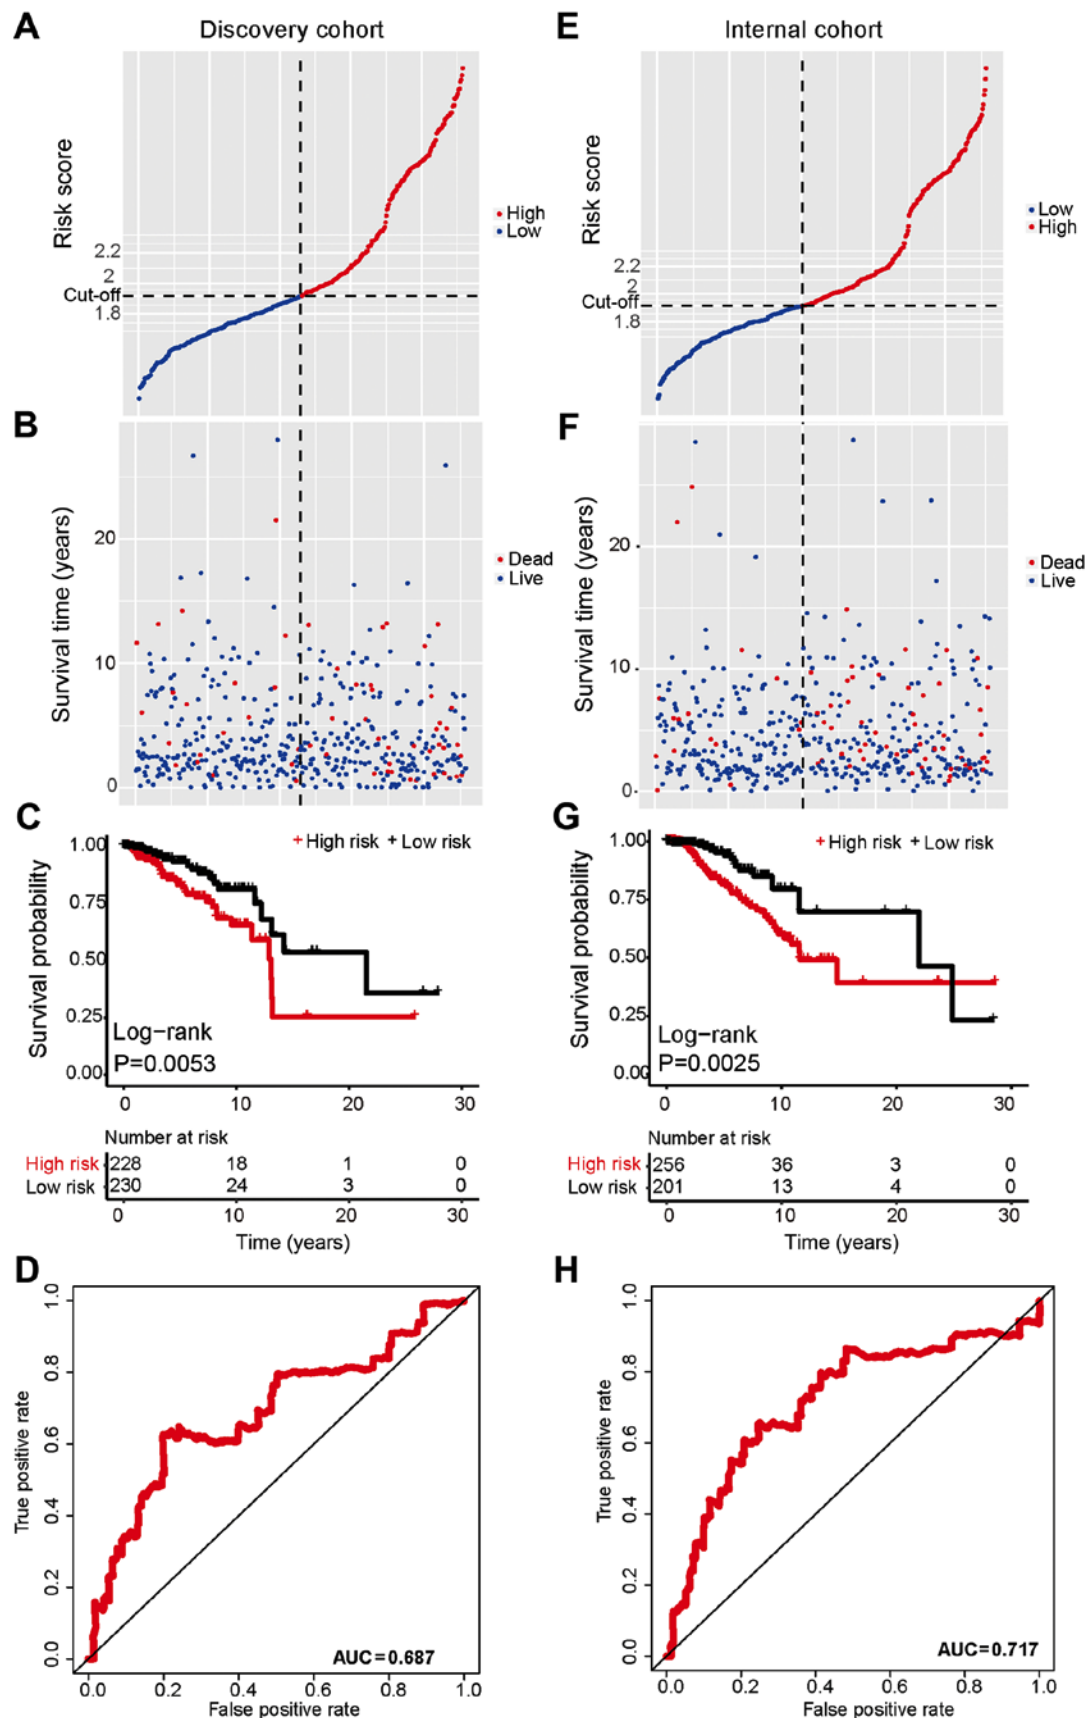 A
Discovery cohort
Risk score
2.2
2
Cut-off
1.8
High
Low
B
Survival time (years)
20
10
0
Dead
Live
C
Survival probability
1.00
0.75
0.50
0.25
0.00
High risk
Low risk
Log-rank
P=0.0053
0 10 20 30
Number at risk
High risk 228 18 1 0
Low risk 230 24 3 0
0 10 20 30
Time (years)
D
True positive rate
1.0
0.8
0.6
0.4
0.2
0.0
AUC=0.687
0.0 0.2 0.4 0.6 0.8 1.0
False positive rate
E
Internal cohort
Risk score
2.2
2
Cut-off
1.8
Low
High
F
Survival time (years)
20
10
0
Dead
Live
G
Survival probability
1.00
0.75
0.50
0.25
0.00
High risk
Low risk
Log-rank
P=0.0025
0 10 20 30
Number at risk
High risk 256 36 3 0
Low risk 201 13 4 0
0 10 20 30
Time (years)
H
True positive rate
1.0
0.8
0.6
0.4
0.2
0.0
AUC=0.717
0.0 0.2 0.4 0.6 0.8 1.0
False positive rate